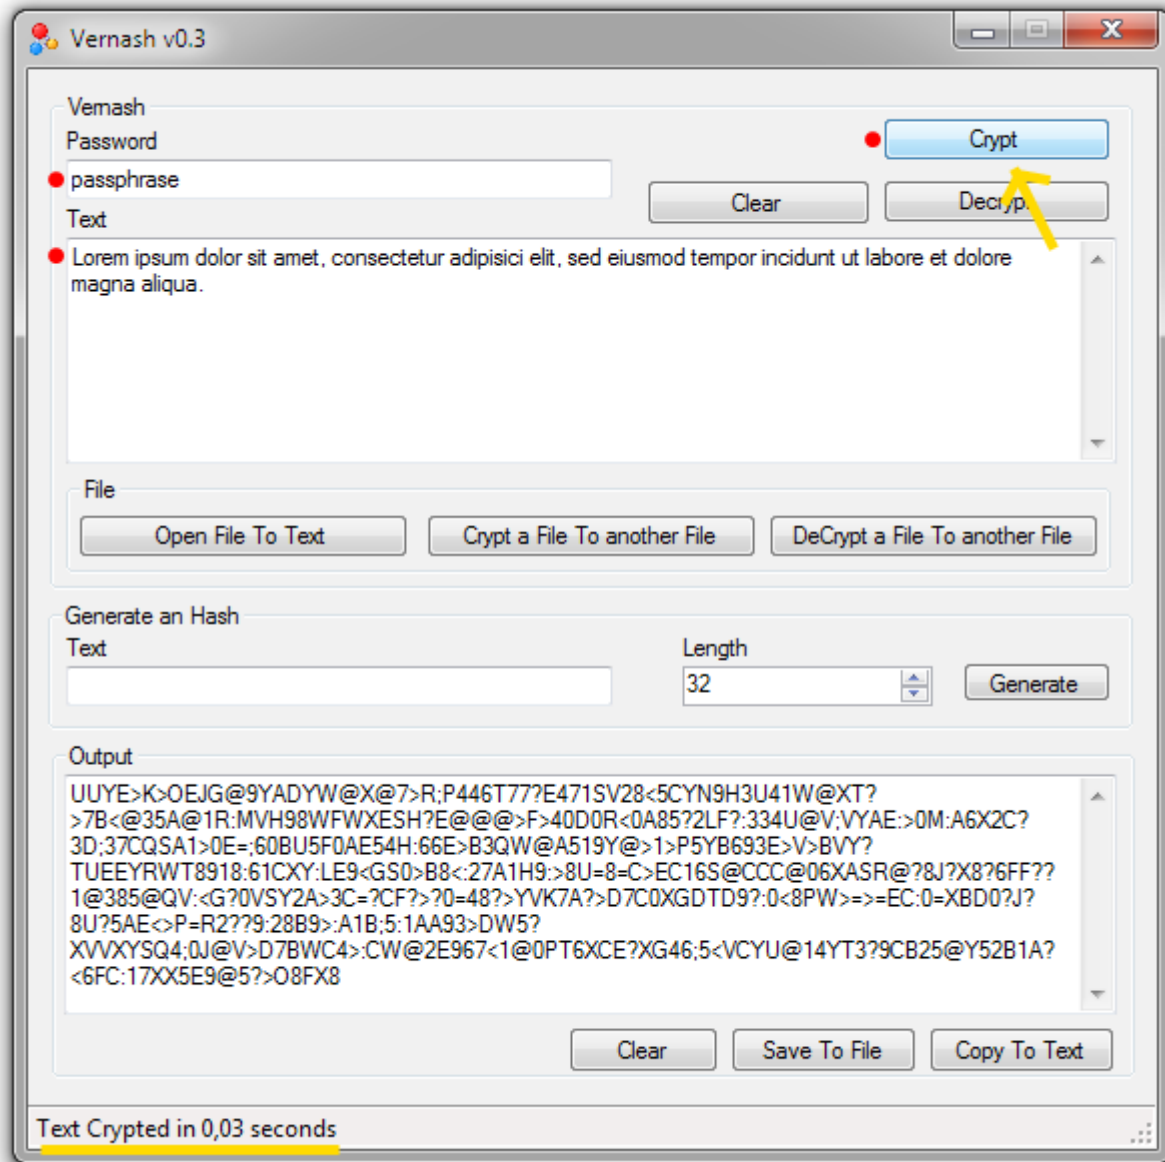 Vernash v0.3
Vernash
Password
Crypt
passphrase
Clear
Decrypt
Text
Lorem ipsum dolor sit amet, consectetur adipisici elit, sed eiusmod tempor incidunt ut labore et dolore
magna aliqua.
File
Open File To Text
Crypt a File To another File
DeCrypt a File To another File
Generate an Hash
Text
Length
32
Generate
Output
UUYE>K>OEJG@9YADYW@X@7>R;P446T77?E471SV28<5CYN9H3U41W@XT?
>7B<@35A@1R:MVH98WFWXESH?E@@@>F>40D0R<0A85?2LF?:334U@V;VYAE:>0M:A6X2C?
3D;37CQSA1>0E=;60BU5F0AE54H:66E>B3QW@A519Y@>1>P5YB693E>V>BVY?
TUEEYRWT8918:61CXY:LE9<GS0>B8<:27A1H9:>8U=8=C>EC16S@CCC@06XASR@?8J?X8?6FF??
1@385@QV:<G?0VSY2A>3C=?CF?>?0=48?>YVK7A?>D7C0XGDTD9?:0<8PW>=>=EC:0=XBD0?J?
8U?5AE<>P=R2??9:28B9>:A1B;5:1AA93>DW5?
XVVXYSQ4;0J@V>D7BWC4>:CW@2E967<1@0PT6XCE?XG46;5<VCYU@14YT3?9CB25@Y52B1A?
<6FC:17XX5E9@5?>O8FX8
Clear
Save To File
Copy To Text
Text Crypted in 0,03 seconds